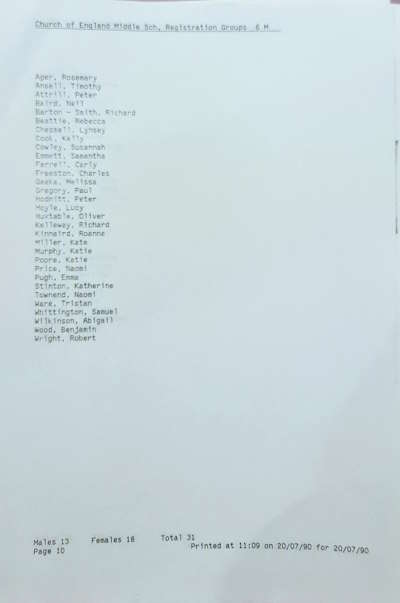 Church of England Middle Sch, Registration Groups 6 M
Aper, Rosemary
Ansell, Timothy
Attrill, Peter
Baird, Neil
Barton - Smith, Richard
Beattie, Rebecca
Chessell, Lynsey
Cook, Kelly
Cowley, Susannah
Emmett, Samantha
Farrell, Carly
Freeston, Charles
Geeka, Melissa
Gregory, Paul
Hodnitt, Peter
Hoyle, Lucy
Huxtable, Oliver
Kelleway, Richard
Kinnaird, Roanne
Miller, Kate
Murphy, Katie
Poore, Katie
Price, Naomi
Pugh, Emma
Stinton, Katherine
Townend, Naomi
Ware, Tristan
Whittington, Samuel
Wilkinson, Abigail
Wood, Benjamin
Wright, Robert
Males 13 Females 18 Total 31
Page 10 Printed at 11:09 on 20/07/90 for 20/07/90